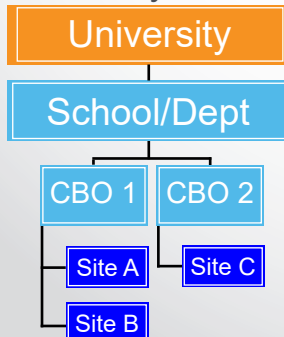 University
School/Dept
CBO 1 CBO 2
Site A Site C
Site B